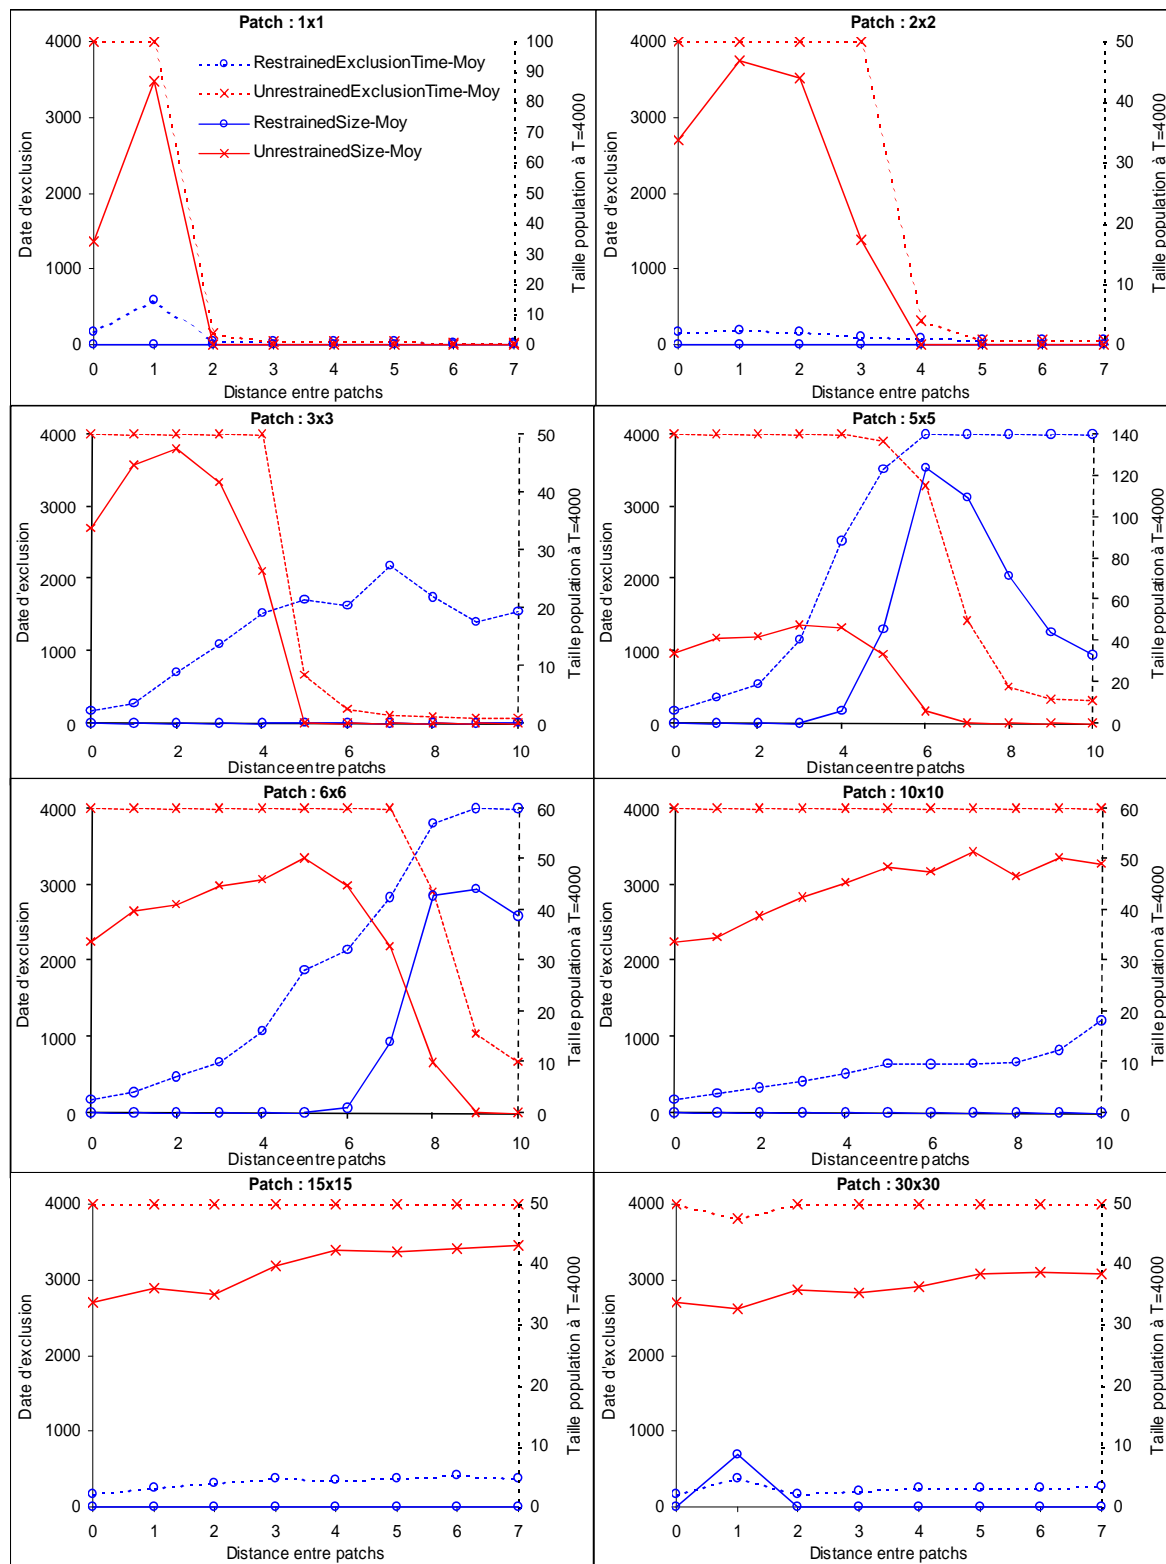 Patch : 1x1
4000
3000
2000
1000
0
Date d'exclusion
RestrainedExclusionTime-Moy
UnrestrainedExclusionTime-Moy
RestrainedSize-Moy
UnrestrainedSize-Moy
100
90
80
70
60
50
40
30
20
10
0
Taille population à T=4000
0 1 2 3 4 5 6 7
Distance entre patchs
Patch : 2x2
4000
3000
2000
1000
0
Date d'exclusion
50
40
30
20
10
0
Taille population à T=4000
0 1 2 3 4 5 6 7
Distance entre patchs
Patch : 3x3
4000
3000
2000
1000
0
Date d'exclusion
50
40
30
20
10
0
Taille population à T=4000
0 2 4 6 8 10
Distance entre patchs
Patch : 5x5
4000
3000
2000
1000
0
Date d'exclusion
140
120
100
80
60
40
20
0
Taille population à T=4000
0 2 4 6 8 10
Distance entre patchs
Patch : 6x6
4000
3000
2000
1000
0
Date d'exclusion
60
50
40
30
20
10
0
Taille population à T=4000
0 2 4 6 8 10
Distance entre patchs
Patch : 10x10
4000
3000
2000
1000
0
Date d'exclusion
60
50
40
30
20
10
0
Taille population à T=4000
0 2 4 6 8 10
Distance entre patchs
Patch : 15x15
4000
3000
2000
1000
0
Date d'exclusion
50
40
30
20
10
0
Taille population à T=4000
0 1 2 3 4 5 6 7
Distance entre patchs
Patch : 30x30
4000
3000
2000
1000
0
Date d'exclusion
50
40
30
20
10
0
Taille population à T=4000
0 1 2 3 4 5 6 7
Distance entre patchs